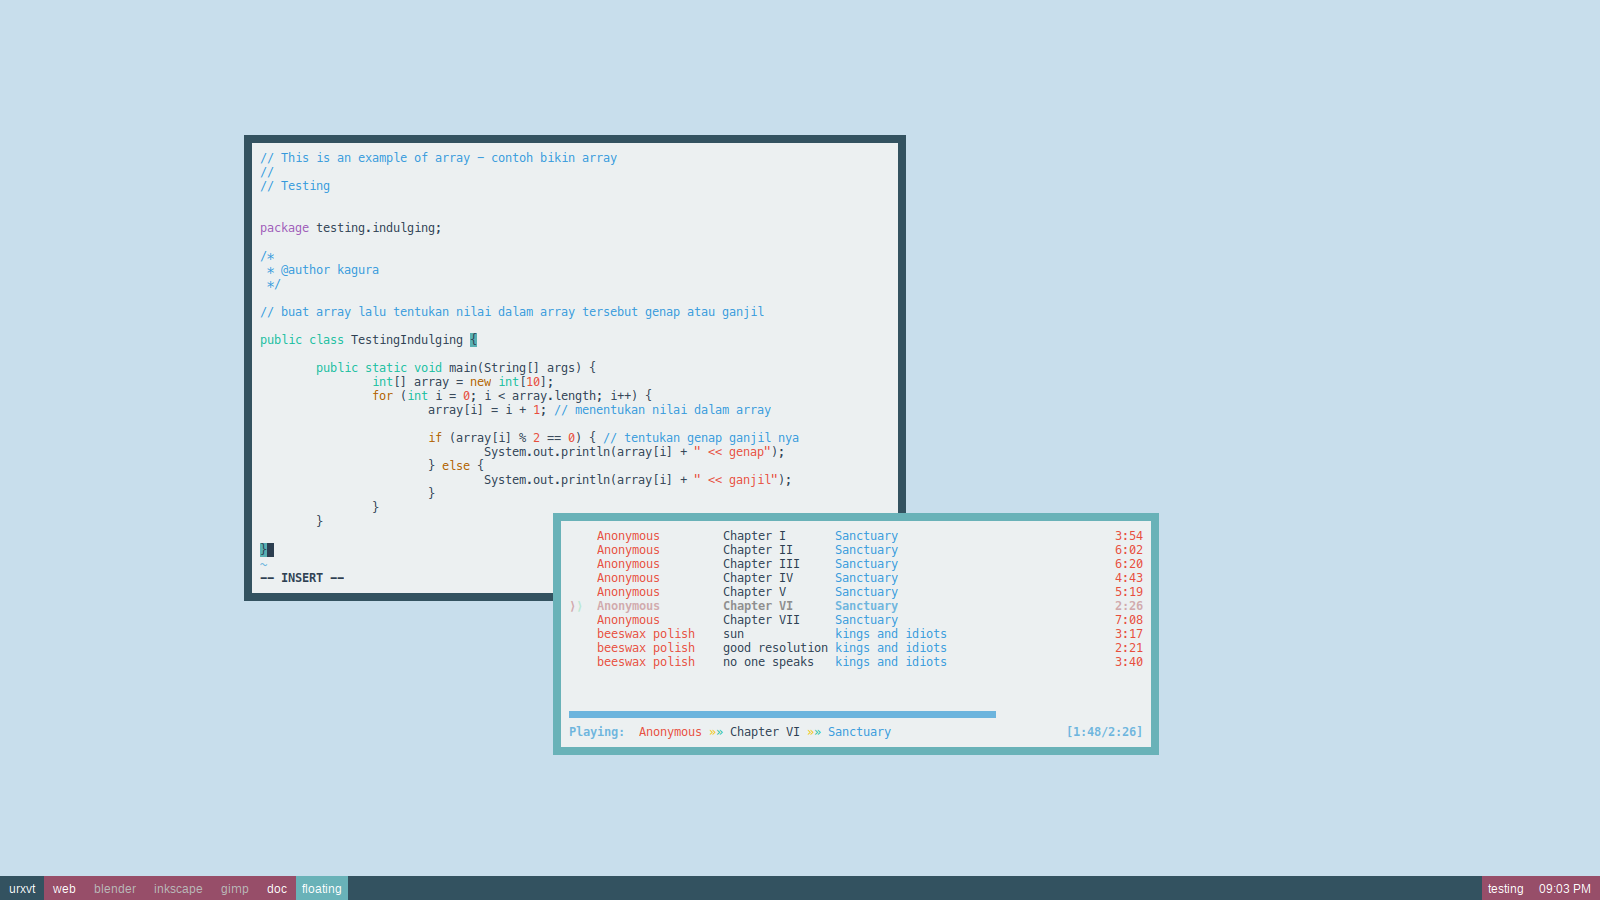 // This is an example of array - contoh bikin array
//
// Testing
package testing.indulging;
/*
 * @author kagura
 */
// buat array lalu tentukan nilai dalam array tersebut genap atau ganjil
public class TestingIndulging {
public static void main(String[] args) {
int[] array = new int[10];
for (int i = 0; i < array.length; i++) {
array[i] = i + 1; // menentukan nilai dalam array
if (array[i] % 2 == 0) { // tentukan genap ganjil nya
System.out.println(array[i] + " << genap");
} else {
System.out.println(array[i] + " << ganjil");
}
}
}
}
~
-- INSERT --
Anonymous Chapter I Sanctuary 3:54
Anonymous Chapter II Sanctuary 6:02
Anonymous Chapter III Sanctuary 6:20
Anonymous Chapter IV Sanctuary 4:43
Anonymous Chapter V Sanctuary 5:19
)) Anonymous Chapter VI Sanctuary 2:26
Anonymous Chapter VII Sanctuary 7:08
beeswax polish sun kings and idiots 3:17
beeswax polish good resolution kings and idiots 2:21
beeswax polish no one speaks kings and idiots 3:40
Playing: Anonymous »» Chapter VI »» Sanctuary [1:48/2:26]
urxvt web blender inkscape gimp doc floating testing 09:03 PM